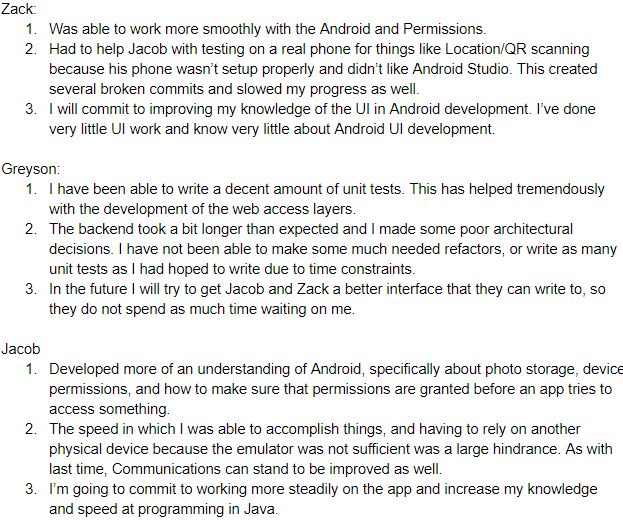 Zack:
1. Was able to work more smoothly with the Android and Permissions.
2. Had to help Jacob with testing on a real phone for things like Location/QR scanning
because his phone wasn't setup properly and didn't like Android Studio. This created
several broken commits and slowed my progress as well.
3. I will commit to improving my knowledge of the UI in Android development. I've done
very little UI work and know very little about Android UI development.
Greyson:
1. I have been able to write a decent amount of unit tests. This has helped tremendously
with the development of the web access layers.
2. The backend took a bit longer than expected and I made some poor architectural
decisions. I have not been able to make some much needed refactors, or write as many
unit tests as I had hoped to write due to time constraints.
3. In the future I will try to get Jacob and Zack a better interface that they can write to, so
they do not spend as much time waiting on me.
Jacob
1. Developed more of an understanding of Android, specifically about photo storage, device
permissions, and how to make sure that permissions are granted before an app tries to
access something.
2. The speed in which I was able to accomplish things, and having to rely on another
physical device because the emulator was not sufficient was a large hindrance. As with
last time, Communications can stand to be improved as well.
3. I'm going to commit to working more steadily on the app and increase my knowledge
and speed at programming in Java.